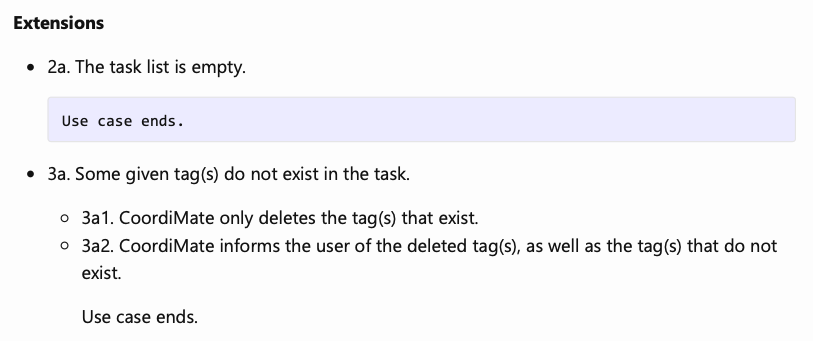 Extensions
• 2a. The task list is empty.
Use case ends.
• 3a. Some given tag(s) do not exist in the task.
○ 3a1. CoordiMate only deletes the tag(s) that exist.
○ 3a2. CoordiMate informs the user of the deleted tag(s), as well as the tag(s) that do not
exist.
Use case ends.